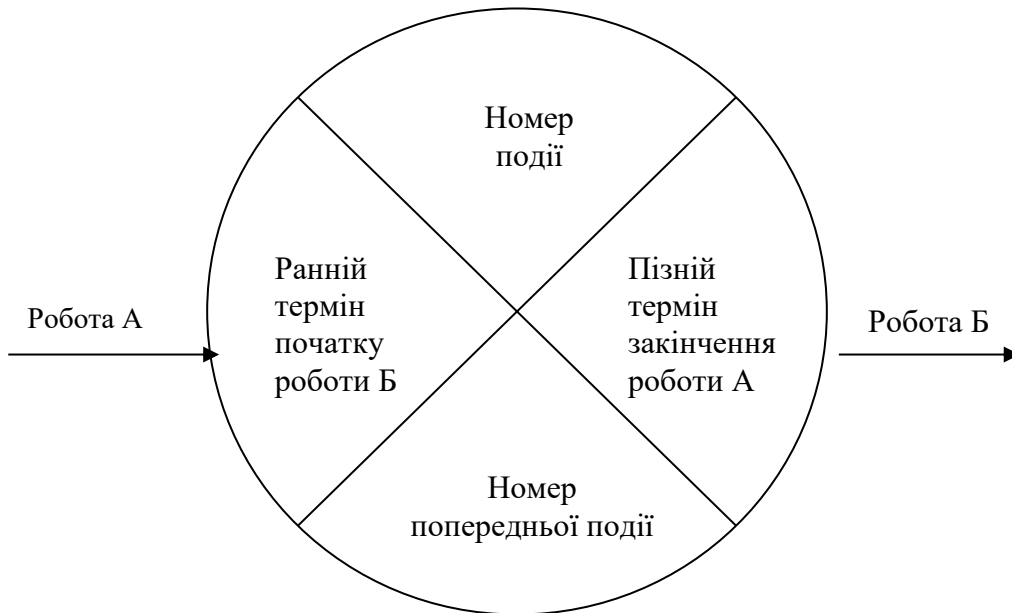 Номер
події
Ранній
термін
початку
роботи Б
Пізній
термін
закінчення
роботи А
Робота А
Робота Б
Номер
попередньої події